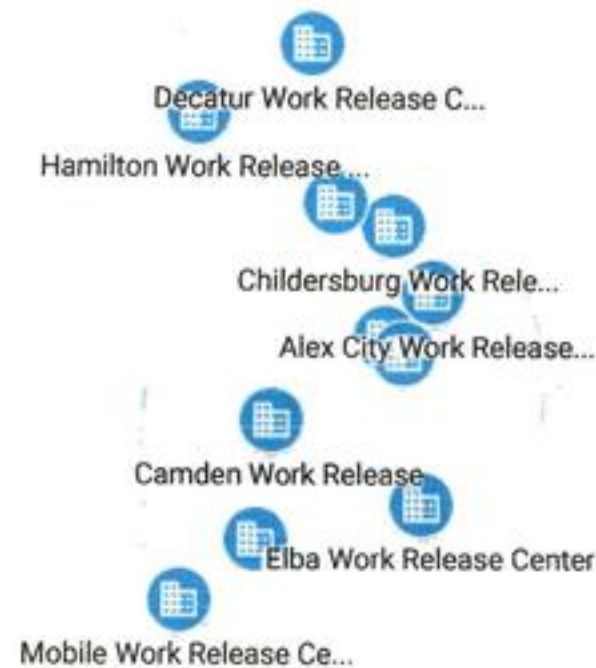 Decatur Work Release C...
Hamilton Work Release ...
Childersburg Work Rele...
Alex City Work Release...
Camden Work Release
Elba Work Release Center
Mobile Work Release Ce...